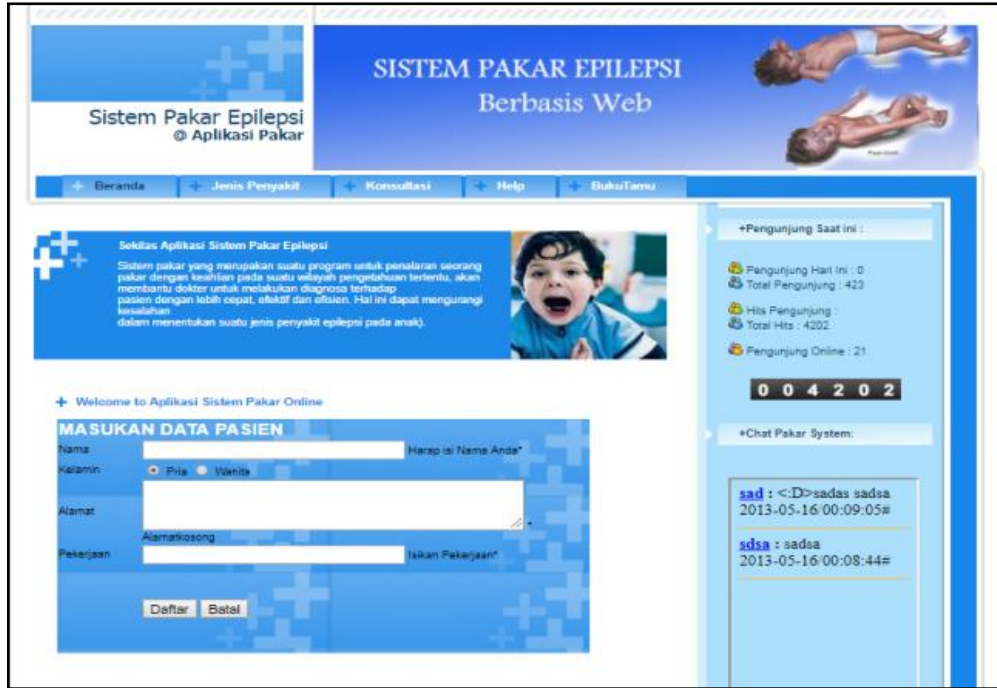 SISTEM PAKAR EPILEPSI
Berbasis Web
Sistem Pakar Epilepsi
@ Aplikasi Pakar
Beranda
Jenis Penyakit
Konsultasi
Help
BukuTamu
Sekilas Aplikasi Sistem Pakar Epilepsi
Sistem pakar yang merupakan suatu program untuk penalaran seorang
pakar dengan keahlian pada suatu wilayah pengetahuan tertentu, akan
membantu dokter untuk melakukan diagnosa terhadap
pasien dengan lebih cepat, efektif dan efisien. Hal ini dapat mengurangi
kesalahan
dalam menentukan suatu jenis penyakit epilepsi pada anak).
Welcome to Aplikasi Sistem Pakar Online
MASUKAN DATA PASIEN
Nama Harap isi Nama Anda*
Kelamin Pria Wanita
Alamat *
Alamatkosong
Pekerjaan Isikan Pekerjaan*
Daftar Batal
+Pengunjung Saat ini :
Pengunjung Hari Ini : 0
Total Pengunjung : 423
Hits Pengunjung :
Total Hits : 4202
Pengunjung Online : 21
004202
+Chat Pakar System:
sad : <:D>sadas sadsa
2013-05-16/00:09:05#
sdsa : sadsa
2013-05-16/00:08:44#